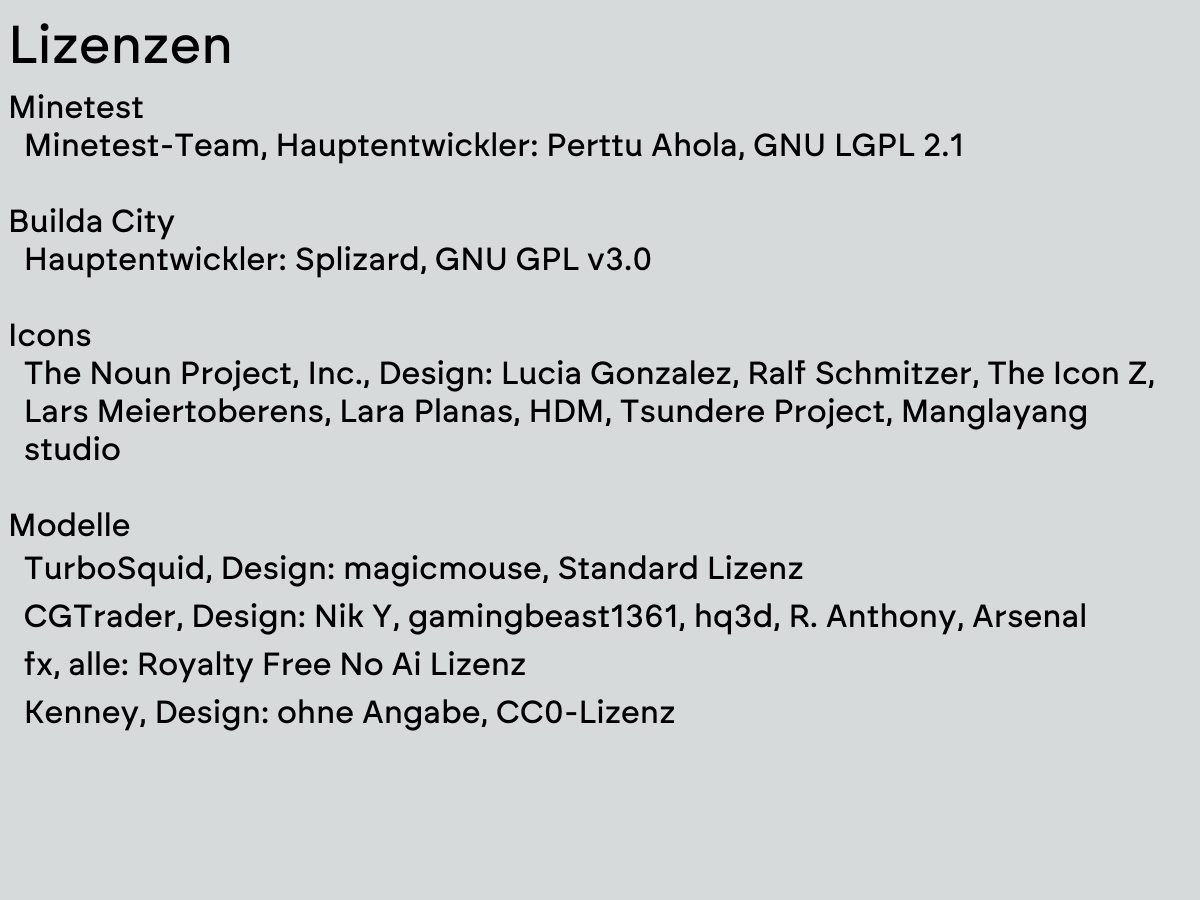 Lizenzen
Minetest
Minetest-Team, Hauptentwickler: Perttu Ahola, GNU LGPL 2.1
Builda City
Hauptentwickler: Splizard, GNU GPL v3.0
Icons
The Noun Project, Inc., Design: Lucia Gonzalez, Ralf Schmitzer, The Icon Z,
Lars Meiertoberens, Lara Planas, HDM, Tsundere Project, Manglayang
studio
Modelle
TurboSquid, Design: magicmouse, Standard Lizenz
CGTrader, Design: Nik Y, gamingbeast1361, hq3d, R. Anthony, Arsenal
fx, alle: Royalty Free No Ai Lizenz
Kenney, Design: ohne Angabe, CC0-Lizenz